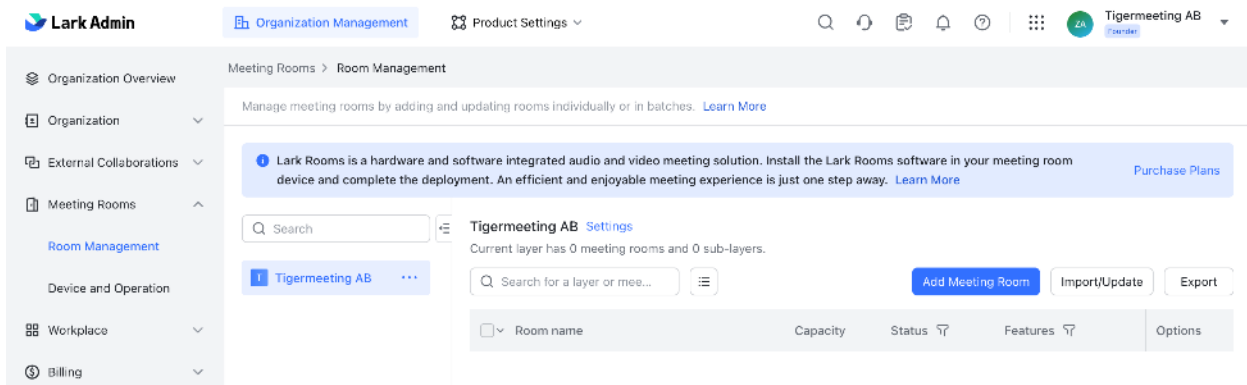 Lark Admin
Organization Management
Product Settings
ZA
Tigermeeting AB
Founder
Organization Overview
Organization
External Collaborations
Meeting Rooms
Room Management
Device and Operation
Workplace
Billing
Meeting Rooms > Room Management
Manage meeting rooms by adding and updating rooms individually or in batches. Learn More
Lark Rooms is a hardware and software integrated audio and video meeting solution. Install the Lark Rooms software in your meeting room
device and complete the deployment. An efficient and enjoyable meeting experience is just one step away. Learn More
Purchase Plans
Search
T Tigermeeting AB ...
Tigermeeting AB Settings
Current layer has 0 meeting rooms and 0 sub-layers.
Search for a layer or mee...
Add Meeting Room
Import/Update
Export
Room name Capacity Status Features Options